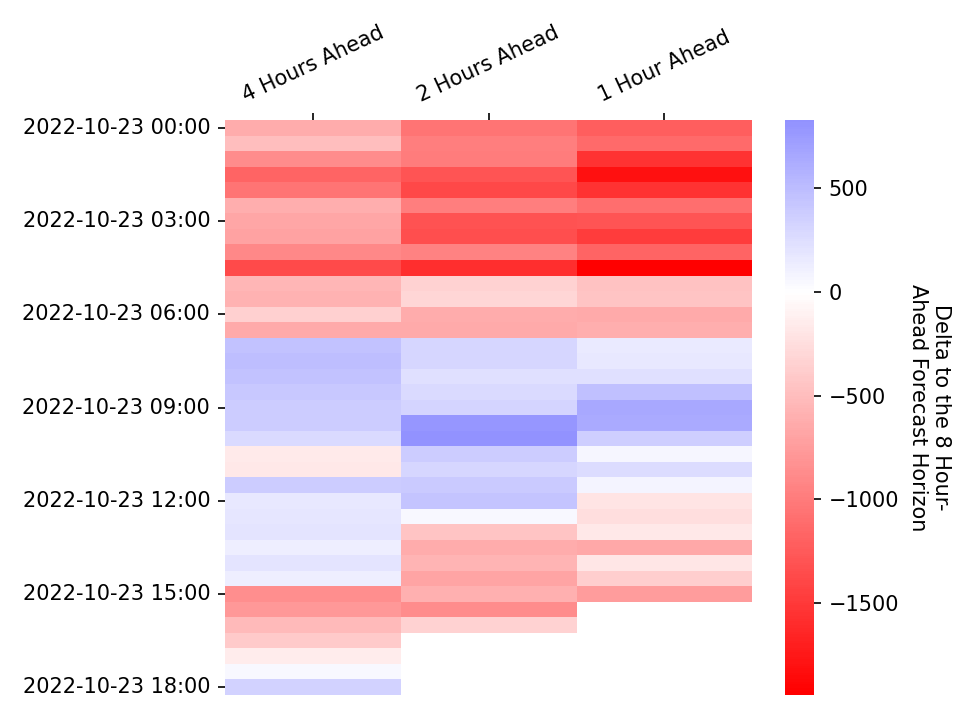 4 Hours Ahead
2 Hours Ahead
1 Hour Ahead
2022-10-23 00:00
2022-10-23 03:00
2022-10-23 06:00
2022-10-23 09:00
2022-10-23 12:00
2022-10-23 15:00
2022-10-23 18:00
500
0
−500
−1000
−1500
Delta to the 8 Hour-
Ahead Forecast Horizon